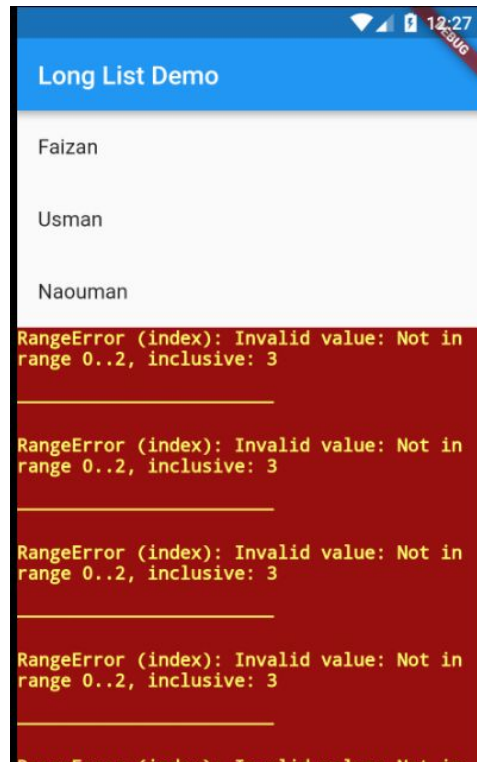 12:27
DEBUG
Long List Demo
Faizan
Usman
Naouman
RangeError (index): Invalid value: Not in
range 0..2, inclusive: 3
RangeError (index): Invalid value: Not in
range 0..2, inclusive: 3
RangeError (index): Invalid value: Not in
range 0..2, inclusive: 3
RangeError (index): Invalid value: Not in
range 0..2, inclusive: 3